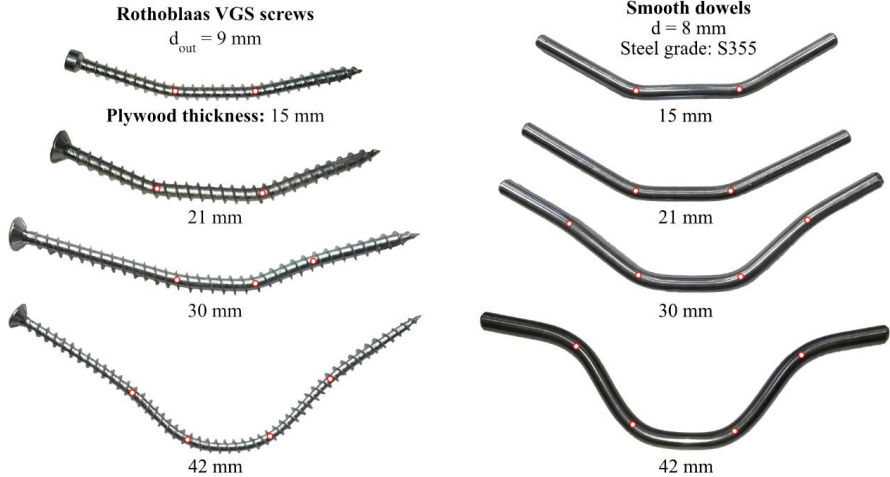 Rothoblaas VGS screws
d_out = 9 mm
Plywood thickness: 15 mm
21 mm
30 mm
42 mm
Smooth dowels
d = 8 mm
Steel grade: S355
15 mm
21 mm
30 mm
42 mm